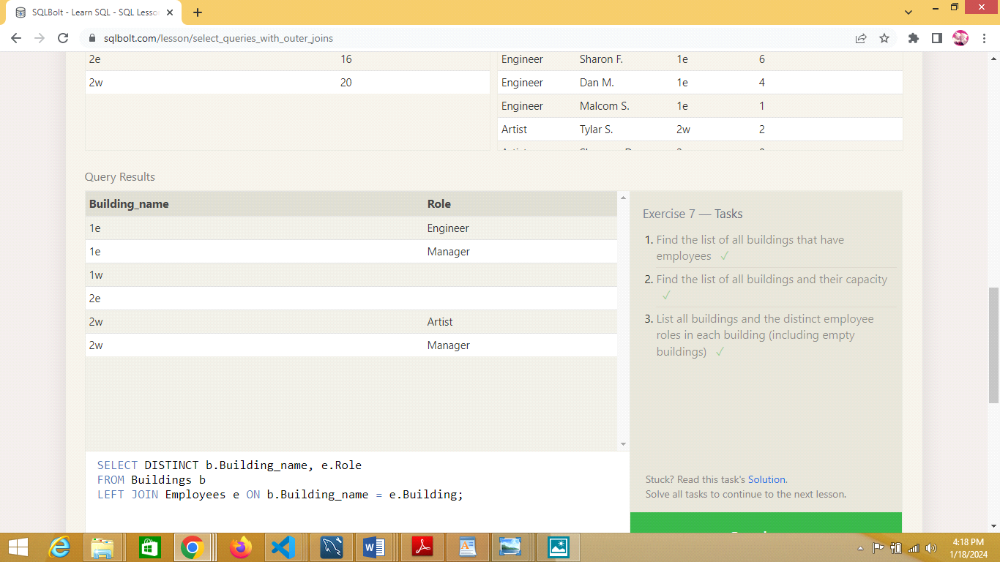 SQLBolt - Learn SQL - SQL Lesso
sqlbolt.com/lesson/select_queries_with_outer_joins
2e 16
2w 20
Engineer Sharon F. 1e 6
Engineer Dan M. 1e 4
Engineer Malcom S. 1e 1
Artist Tylar S. 2w 2
Query Results
Building_name Role
1e Engineer
1e Manager
1w
2e
2w Artist
2w Manager
Exercise 7 — Tasks
1. Find the list of all buildings that have
employees ✓
2. Find the list of all buildings and their capacity
✓
3. List all buildings and the distinct employee
roles in each building (including empty
buildings) ✓
SELECT DISTINCT b.Building_name, e.Role
FROM Buildings b
LEFT JOIN Employees e ON b.Building_name = e.Building;
Stuck? Read this task's Solution.
Solve all tasks to continue to the next lesson.
4:18 PM
1/18/2024